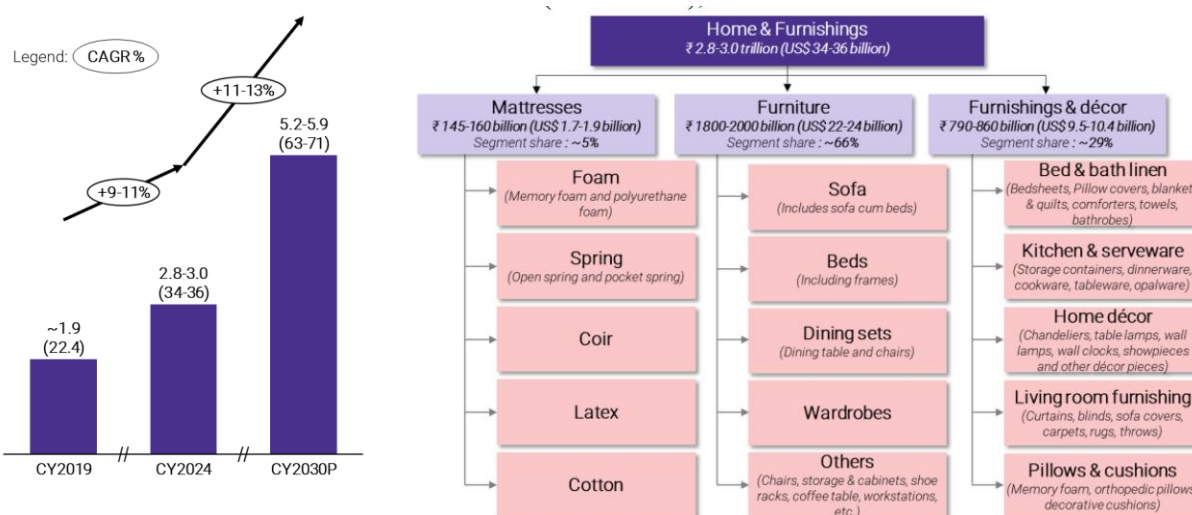 Legend: CAGR %
+11-13%
+9-11%
5.2-5.9
(63-71)
2.8-3.0
(34-36)
~1.9
(22.4)
CY2019 // CY2024 // CY2030P
Home & Furnishings
₹ 2.8-3.0 trillion (US$ 34-36 billion)
Mattresses
₹ 145-160 billion (US$ 1.7-1.9 billion)
Segment share : ~5%
Foam
(Memory foam and polyurethane
foam)
Spring
(Open spring and pocket spring)
Coir
Latex
Cotton
Furniture
₹ 1800-2000 billion (US$ 22-24 billion)
Segment share : ~66%
Sofa
(Includes sofa cum beds)
Beds
(Including frames)
Dining sets
(Dining table and chairs)
Wardrobes
Others
(Chairs, storage & cabinets, shoe
racks, coffee table, workstations,
etc.)
Furnishings & décor
₹ 790-860 billion (US$ 9.5-10.4 billion)
Segment share : ~29%
Bed & bath linen
(Bedsheets, Pillow covers, blanket
& quilts, comforters, towels,
bathrobes)
Kitchen & serveware
(Storage containers, dinnerware,
cookware, tableware, opalware)
Home décor
(Chandeliers, table lamps, wall
lamps, wall clocks, showpieces
and other décor pieces)
Living room furnishing
(Curtains, blinds, sofa covers,
carpets, rugs, throws)
Pillows & cushions
(Memory foam, orthopedic pillows
decorative cushions)